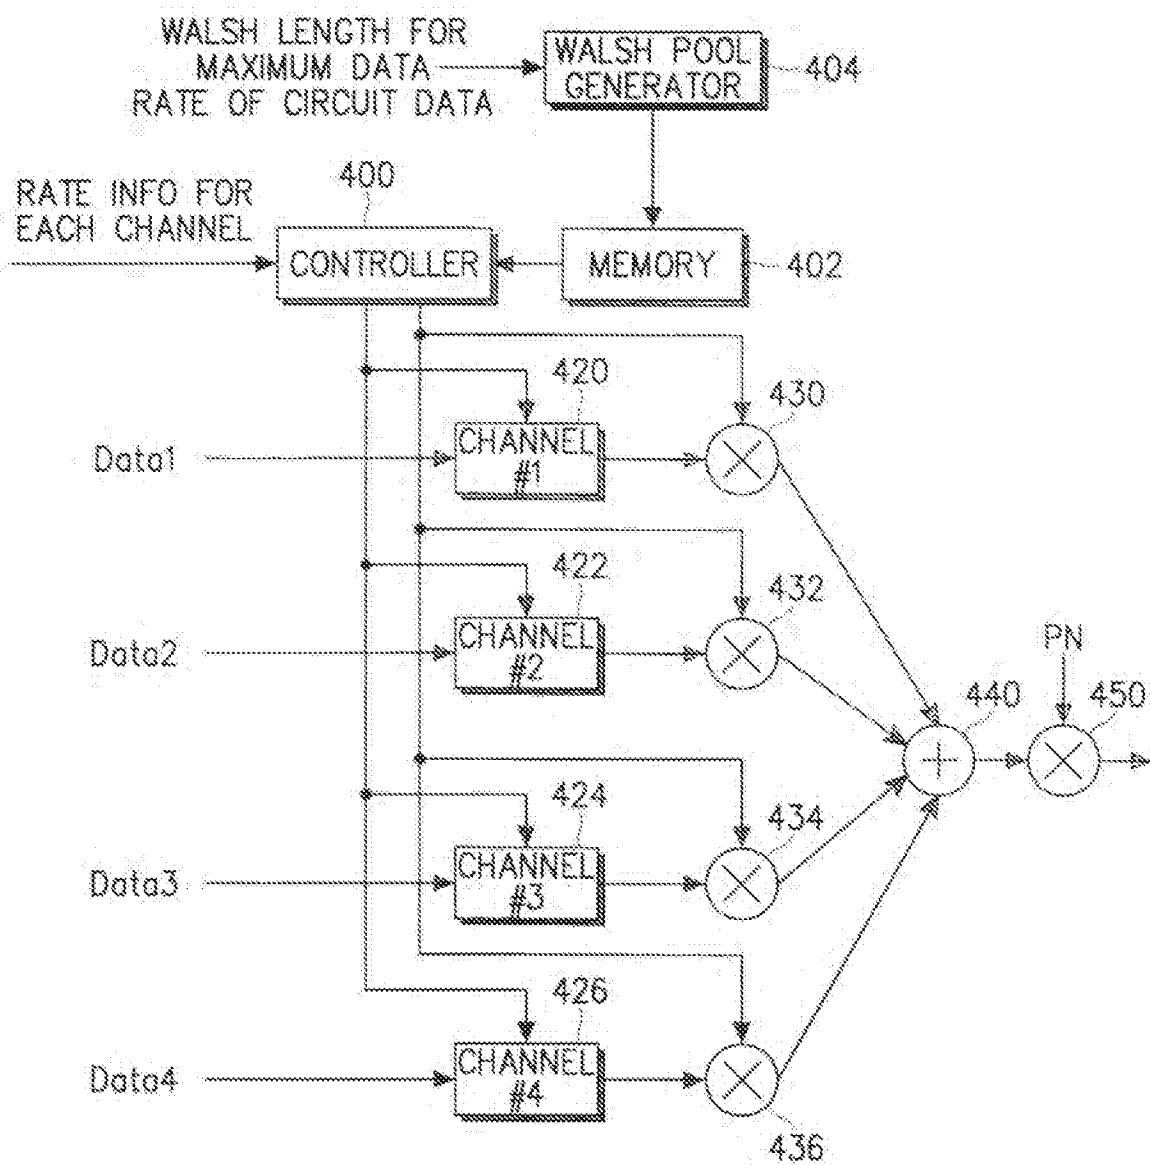 WALSH LENGTH FOR
MAXIMUM DATA
RATE OF CIRCUIT DATA
WALSH POOL
GENERATOR
404
RATE INFO FOR
EACH CHANNEL
400
CONTROLLER
MEMORY
402
420
430
Data1
CHANNEL
#1
422
432
Data2
CHANNEL
#2
PN
440
450
424
434
Data3
CHANNEL
#3
426
Data4
CHANNEL
#4
436